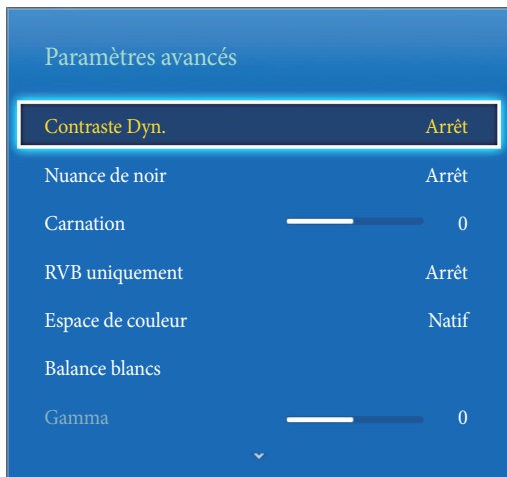 Paramètres avancés
Contraste Dyn. Arrêt
Nuance de noir Arrêt
Carnation 0
RVB uniquement Arrêt
Espace de couleur Natif
Balance blancs
Gamma 0